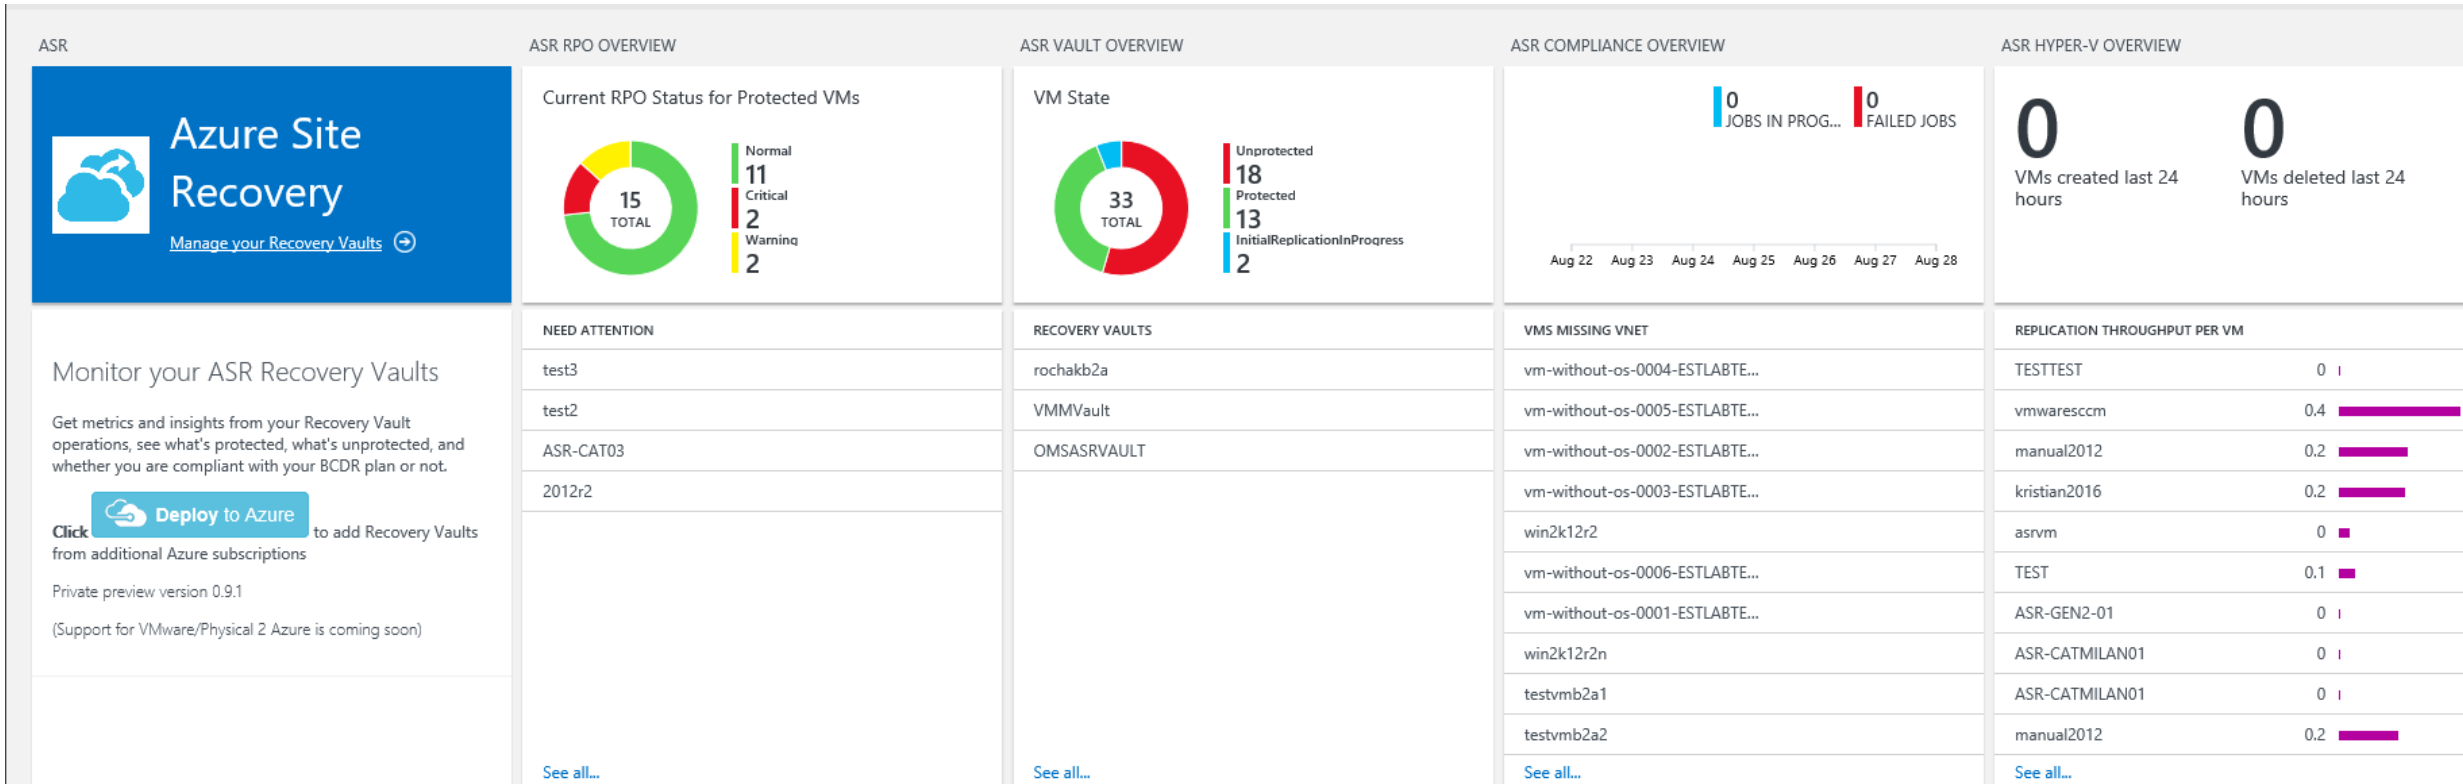 ASR
Azure Site
Recovery
Manage your Recovery Vaults
Monitor your ASR Recovery Vaults
Get metrics and insights from your Recovery Vault
operations, see what's protected, what's unprotected, and
whether you are compliant with your BCDR plan or not.
Click Deploy to Azure to add Recovery Vaults
from additional Azure subscriptions
Private preview version 0.9.1
(Support for VMware/Physical 2 Azure is coming soon)
ASR RPO OVERVIEW
Current RPO Status for Protected VMs
15
TOTAL
Normal
11
Critical
2
Warning
2
NEED ATTENTION
test3
test2
ASR-CAT03
2012r2
See all...
ASR VAULT OVERVIEW
VM State
33
TOTAL
Unprotected
18
Protected
13
InitialReplicationInProgress
2
RECOVERY VAULTS
rochakb2a
VMMVault
OMSASRVAULT
See all...
ASR COMPLIANCE OVERVIEW
0
JOBS IN PROG...
0
FAILED JOBS
Aug 22 Aug 23 Aug 24 Aug 25 Aug 26 Aug 27 Aug 28
VMS MISSING VNET
vm-without-os-0004-ESTLABTE...
vm-without-os-0005-ESTLABTE...
vm-without-os-0002-ESTLABTE...
vm-without-os-0003-ESTLABTE...
win2k12r2
vm-without-os-0006-ESTLABTE...
vm-without-os-0001-ESTLABTE...
win2k12r2n
testvmb2a1
testvmb2a2
See all...
ASR HYPER-V OVERVIEW
0
VMs created last 24
hours
0
VMs deleted last 24
hours
REPLICATION THROUGHPUT PER VM
TESTTEST 0
vmwaresccm 0.4
manual2012 0.2
kristian2016 0.2
asrvm 0
TEST 0.1
ASR-GEN2-01 0
ASR-CATMILAN01 0
ASR-CATMILAN01 0
manual2012 0.2
See all...